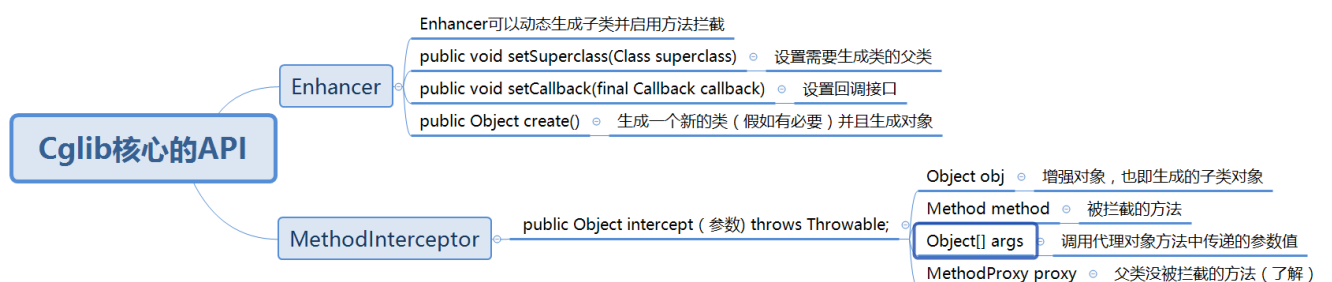 Cglib核心的API
Enhancer
Enhancer可以动态生成子类并启用方法拦截
public void setSuperclass(Class superclass) 设置需要生成类的父类
public void setCallback(final Callback callback) 设置回调接口
public Object create() 生成一个新的类（假如有必要）并且生成对象
MethodInterceptor
public Object intercept（参数) throws Throwable;
Object obj 增强对象，也即生成的子类对象
Method method 被拦截的方法
Object[] args 调用代理对象方法中传递的参数值
MethodProxy proxy 父类没被拦截的方法（了解）